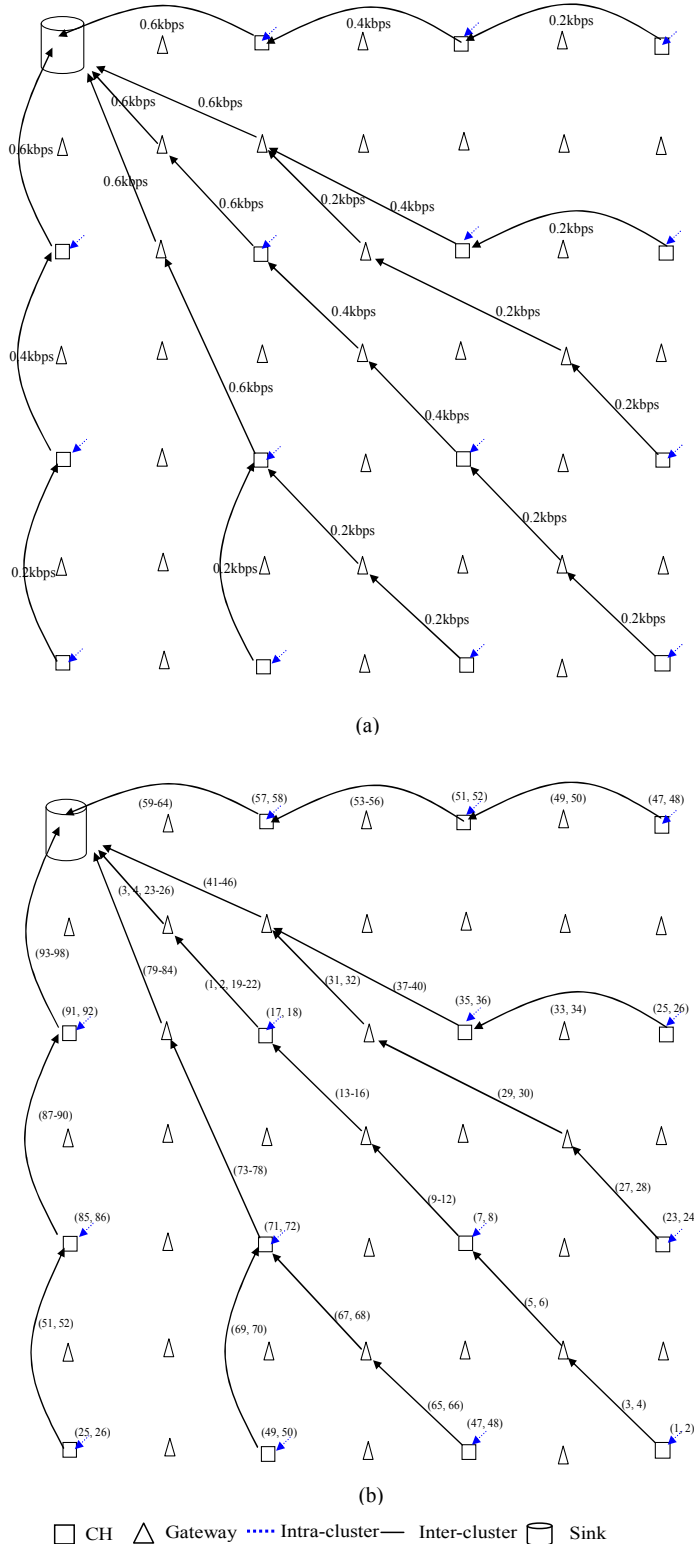 0.6kbps 0.4kbps 0.2kbps
0.6kbps 0.6kbps
0.6kbps 0.6kbps 0.6kbps 0.2kbps 0.4kbps 0.2kbps
0.4kbps 0.2kbps
0.4kbps 0.6kbps 0.4kbps 0.2kbps
0.2kbps 0.2kbps
0.2kbps 0.2kbps
0.2kbps 0.2kbps
(a)
(59-64) (57, 58) (53-56) (51, 52) (49, 50) (47, 48)
(3, 4, 23-26) (41-46)
(93-98) (79-84) (1, 2, 19-22) (31, 32) (37-40)
(91, 92) (17, 18) (35, 36) (33, 34) (25, 26)
(87-90) (13-16) (29, 30)
(73-78) (9-12) (27, 28)
(85, 86) (71, 72) (7, 8) (23, 24
(51, 52) (69, 70) (67, 68) (5, 6)
(65, 66) (3, 4)
(25, 26) (49, 50) (47, 48) (1, 2)
(b)
CH Gateway Intra-cluster Inter-cluster Sink